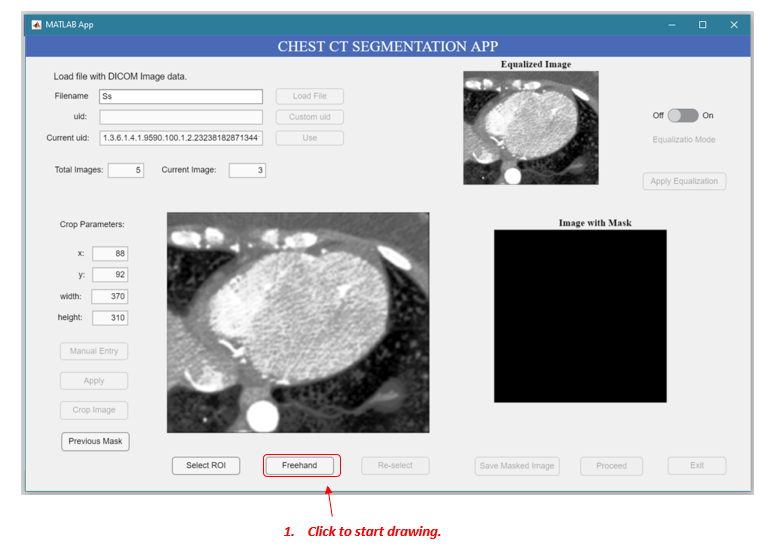 MATLAB App
CHEST CT SEGMENTATION APP
Load file with DICOM Image data.
Filename Ss Load File
uid: Custom uid
Current uid: 1.3.6.1.4.1.9590.100.1.2.23238182871344 Use
Total Images: 5 Current Image: 3
Equalized Image
Off On
Equalizatio Mode
Apply Equalization
Crop Parameters:
x: 88
y: 92
width: 370
height: 310
Manual Entry
Apply
Crop Image
Previous Mask
Image with Mask
Select ROI Freehand Re-select Save Masked Image Proceed Exit
1. Click to start drawing.